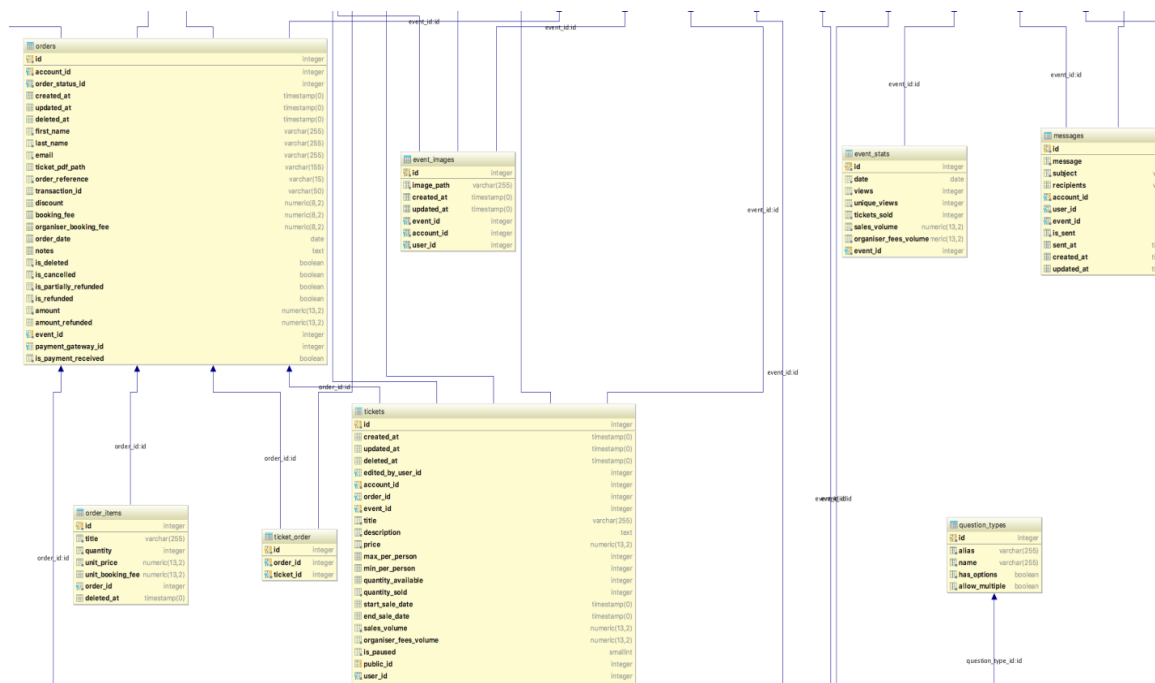 event_id:id
event_id:id
orders
id integer
account_id integer
order_status_id integer
created_at timestamp(0)
updated_at timestamp(0)
deleted_at timestamp(0)
first_name varchar(255)
last_name varchar(255)
email varchar(255)
ticket_pdf_path varchar(155)
order_reference varchar(15)
transaction_id varchar(50)
discount numeric(8,2)
booking_fee numeric(8,2)
organiser_booking_fee numeric(8,2)
order_date date
notes text
is_deleted boolean
is_cancelled boolean
is_partially_refunded boolean
is_refunded boolean
amount numeric(13,2)
amount_refunded numeric(13,2)
event_id integer
payment_gateway_id integer
is_payment_received boolean
event_images
id integer
image_path varchar(255)
created_at timestamp(0)
updated_at timestamp(0)
event_id integer
account_id integer
user_id integer
event_id:id
event_id:id
event_stats
id integer
date date
views integer
unique_views integer
tickets_sold integer
sales_volume numeric(13,2)
organiser_fees_volume numeric(13,2)
event_id integer
event_id:id
messages
id
message
subject
recipients
account_id
user_id
event_id
is_sent
sent_at
created_at
updated_at
event_id:id
event_id:id
order_id:id
order_id:id
order_id:id
order_id:id
order_items
id integer
title varchar(255)
quantity integer
unit_price numeric(13,2)
unit_booking_fee numeric(13,2)
order_id integer
deleted_at timestamp(0)
ticket_order
id integer
order_id integer
ticket_id integer
tickets
id integer
created_at timestamp(0)
updated_at timestamp(0)
deleted_at timestamp(0)
edited_by_user_id integer
account_id integer
order_id integer
event_id integer
title varchar(255)
description text
price numeric(13,2)
max_per_person integer
min_per_person integer
quantity_available integer
quantity_sold integer
start_sale_date timestamp(0)
end_sale_date timestamp(0)
sales_volume numeric(13,2)
organiser_fees_volume numeric(13,2)
is_paused smallint
public_id integer
user_id integer
question_types
id integer
alias varchar(255)
name varchar(255)
has_options boolean
allow_multiple boolean
question_type_id:id